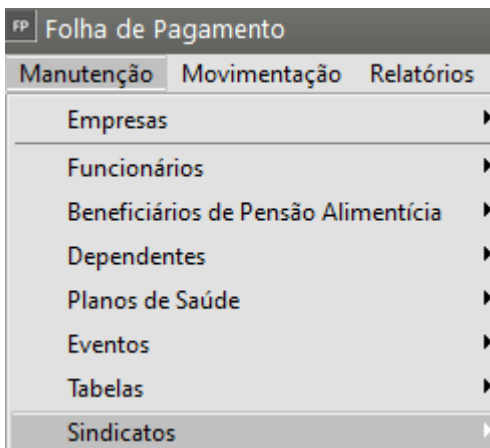 FP Folha de Pagamento
Manutenção Movimentação Relatórios
Empresas
Funcionários
Beneficiários de Pensão Alimentícia
Dependentes
Planos de Saúde
Eventos
Tabelas
Sindicatos